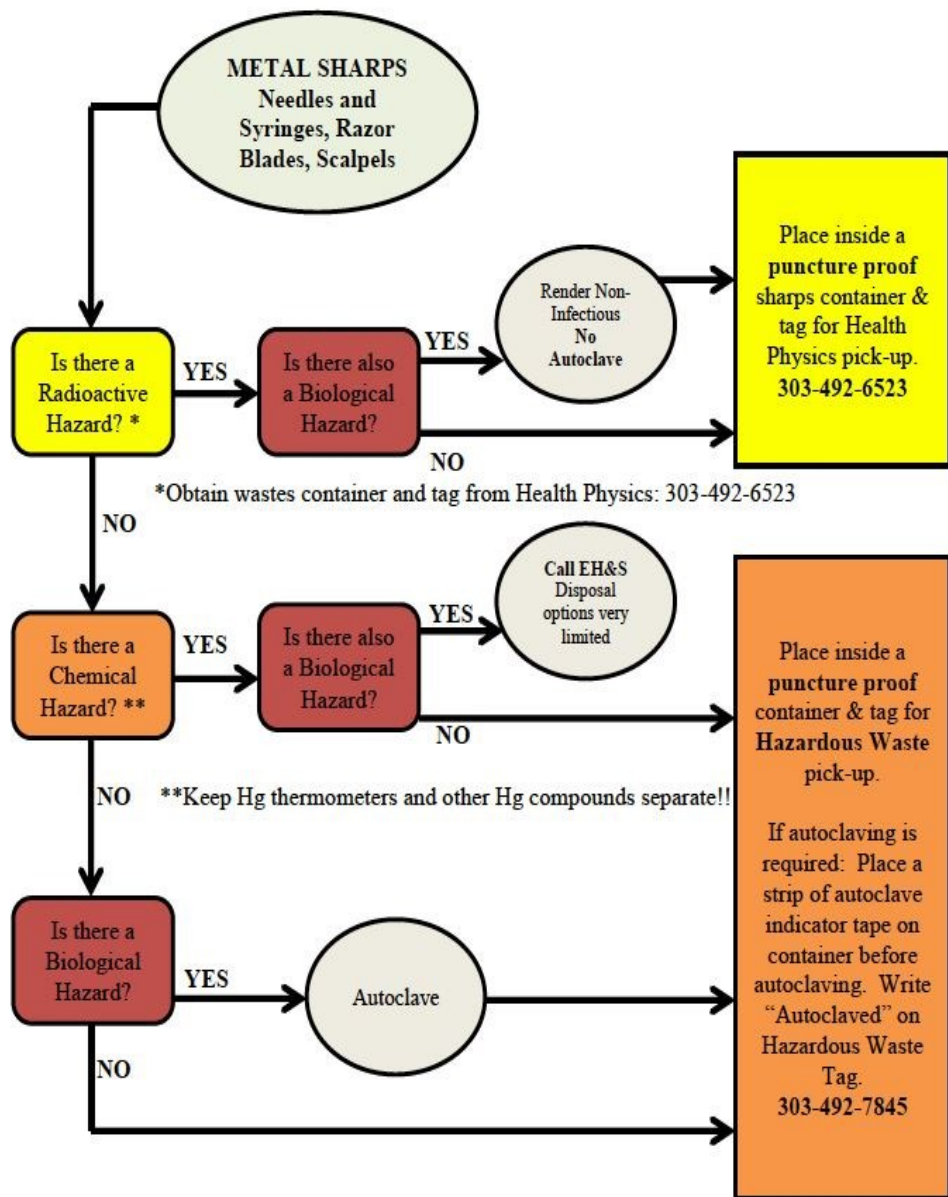 METAL SHARPS
Needles and
Syringes, Razor
Blades, Scalpels
Place inside a
puncture proof
sharps container &
tag for Health
Physics pick-up.
303-492-6523
Render Non-
Infectious
No
Autoclave
Is there a
Radioactive
Hazard? *
YES
Is there also
a Biological
Hazard?
YES
NO
*Obtain wastes container and tag from Health Physics: 303-492-6523
NO
Call EH&S
Disposal
options very
limited
Is there a
Chemical
Hazard? **
YES
Is there also
a Biological
Hazard?
YES
NO
Place inside a
puncture proof
container & tag for
Hazardous Waste
pick-up.
If autoclaving is
required: Place a
strip of autoclave
indicator tape on
container before
autoclaving. Write
“Autoclaved” on
Hazardous Waste
Tag.
303-492-7845
NO
**Keep Hg thermometers and other Hg compounds separate!!
Is there a
Biological
Hazard?
YES
Autoclave
NO